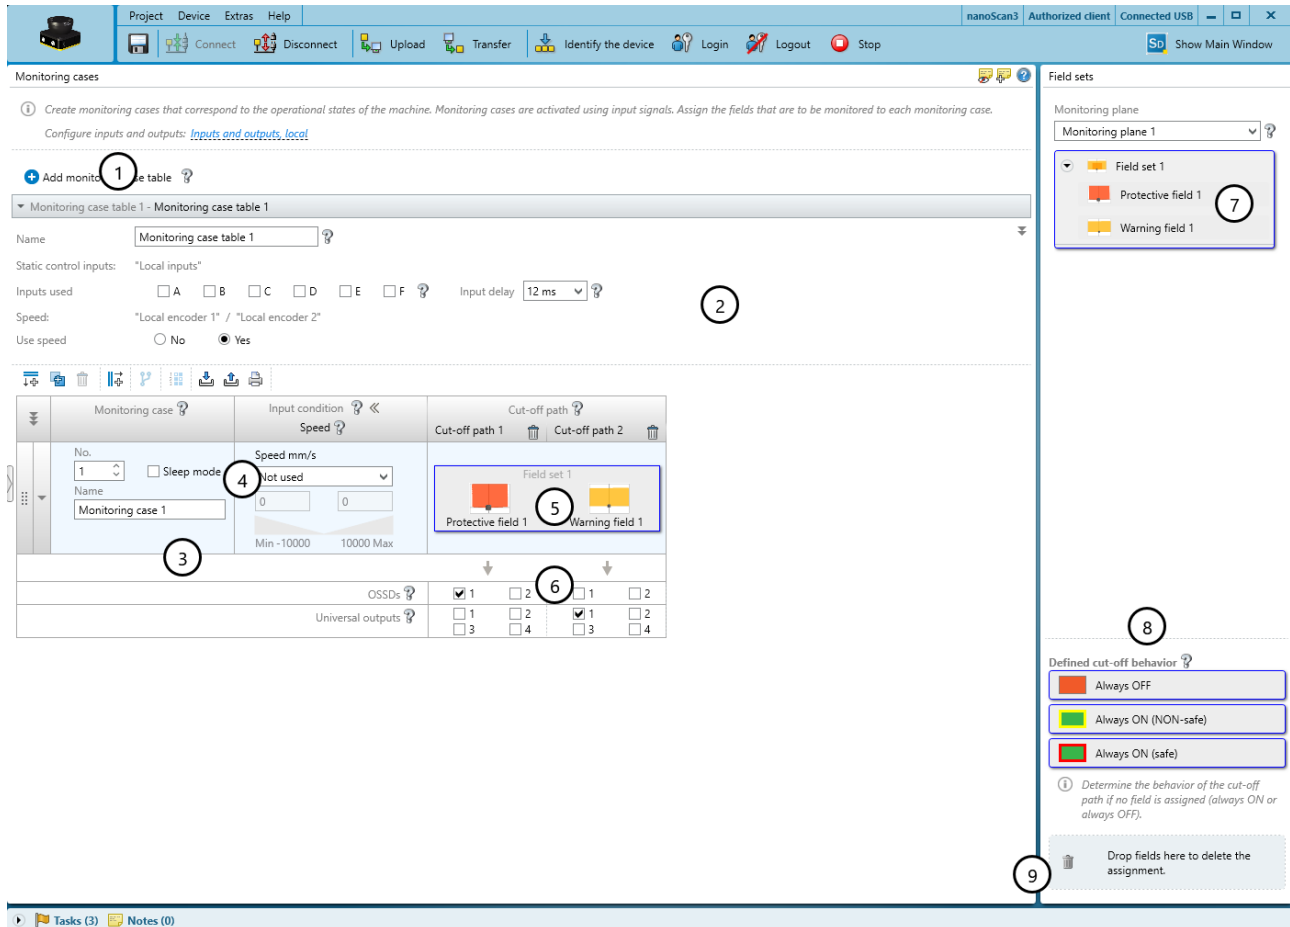 Project Device Extras Help
nanoScan3 Authorized client Connected USB
Connect Disconnect Upload Transfer Identify the device Login Logout Stop
SD Show Main Window
Monitoring cases
Create monitoring cases that correspond to the operational states of the machine. Monitoring cases are activated using input signals. Assign the fields that are to be monitored to each monitoring case.
Configure inputs and outputs: Inputs and outputs, local
1
Add monito se table
Monitoring case table 1 - Monitoring case table 1
Name Monitoring case table 1
Static control inputs: "Local inputs"
Inputs used A B C D E F Input delay 12 ms
2
Speed: "Local encoder 1" / "Local encoder 2"
Use speed No Yes
Monitoring case Input condition Cut-off path
Speed Cut-off path 1 Cut-off path 2
No. Speed mm/s
1 Sleep mode 4 Not used Field set 1
Name 0 0 5
Monitoring case 1 Protective field 1 Warning field 1
3 Min -10000 10000 Max
6
OSSDs 1 2 1 2
Universal outputs 1 2 1 2
3 4 3 4
Field sets
Monitoring plane
Monitoring plane 1
Field set 1
Protective field 1
7
Warning field 1
8
Defined cut-off behavior
Always OFF
Always ON (NON-safe)
Always ON (safe)
Determine the behavior of the cut-off
path if no field is assigned (always ON or
always OFF).
Drop fields here to delete the
assignment.
9
Tasks (3) Notes (0)